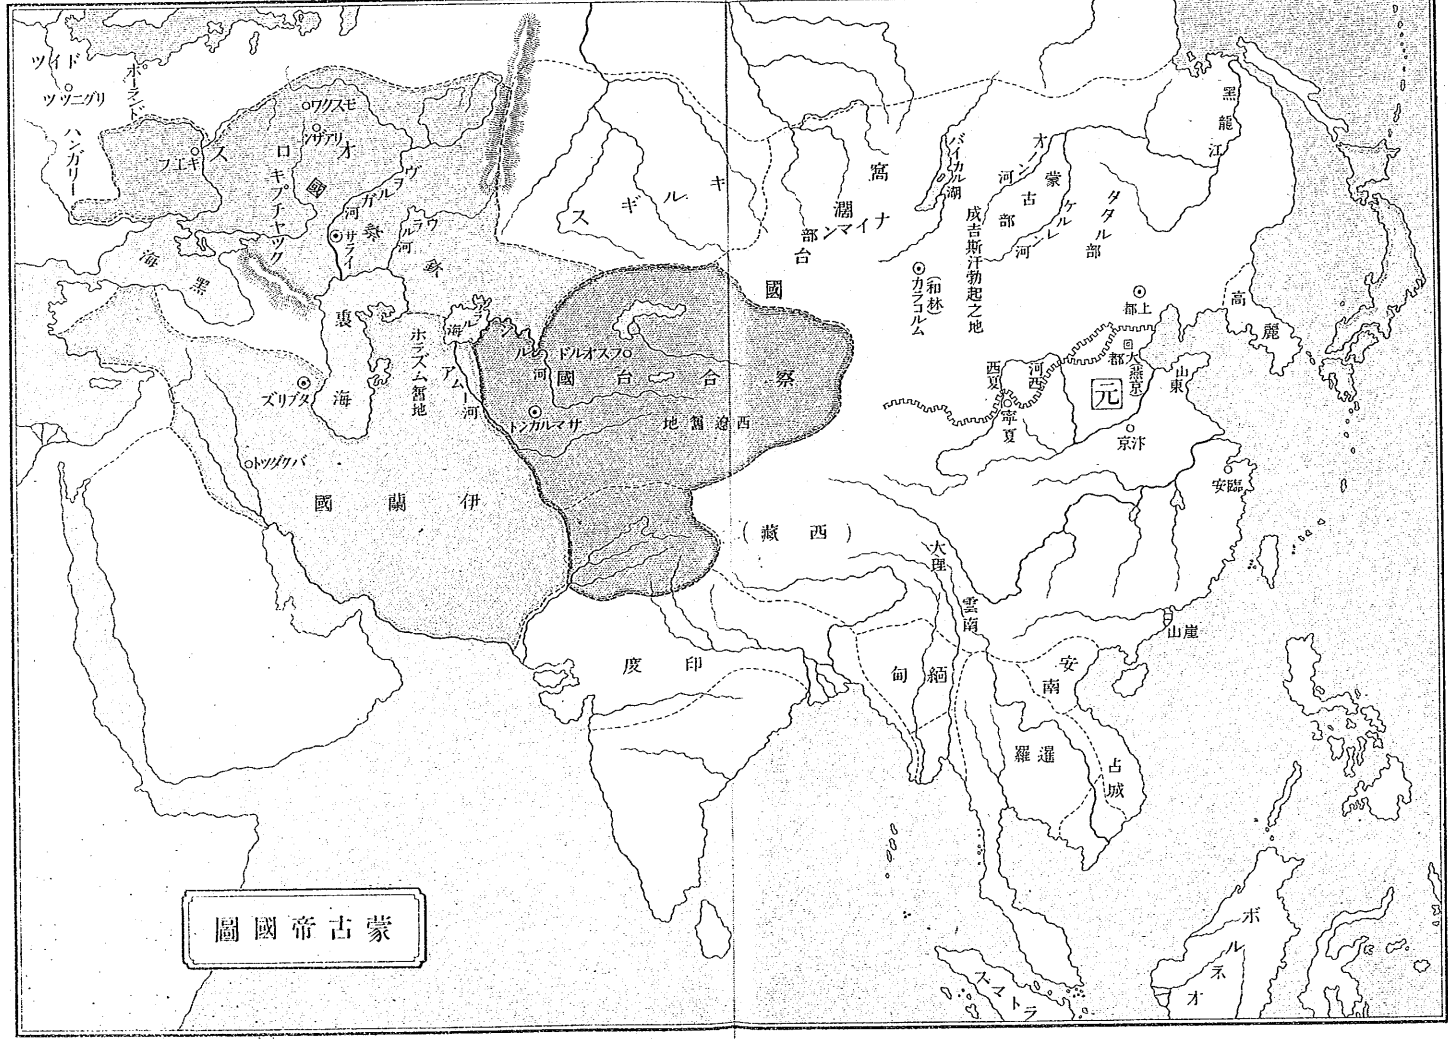 蒙古帝國圖
ドイツ
リグニッツ
ポーランド
ハンガリー
キエフ
モスクワ
リアザン
ロス
キプチャック
オ
欽察國
ヴォルガ河
サライ
ウラル河
黑海
裏海
タブリズ
バクダット
伊蘭國
ホラズム舊地
アラル海
アムー河
シル河
フスオルド
察合台國
サマルカント
西遼舊地
キルギス
窩濶台國
ナイマン部
バイカル湖
オノン河
蒙古部
ケルレン河
タタル部
黑龍江
成吉斯汗勃起之地
カラコルム
(和林)
上都
大都
(燕京)
高麗
山東
河西
西夏
寧夏
元
汴京
臨安
(西藏)
大理
雲南
崖山
印度
緬甸
安南
暹羅
占城
スマトラ
ボルネオ